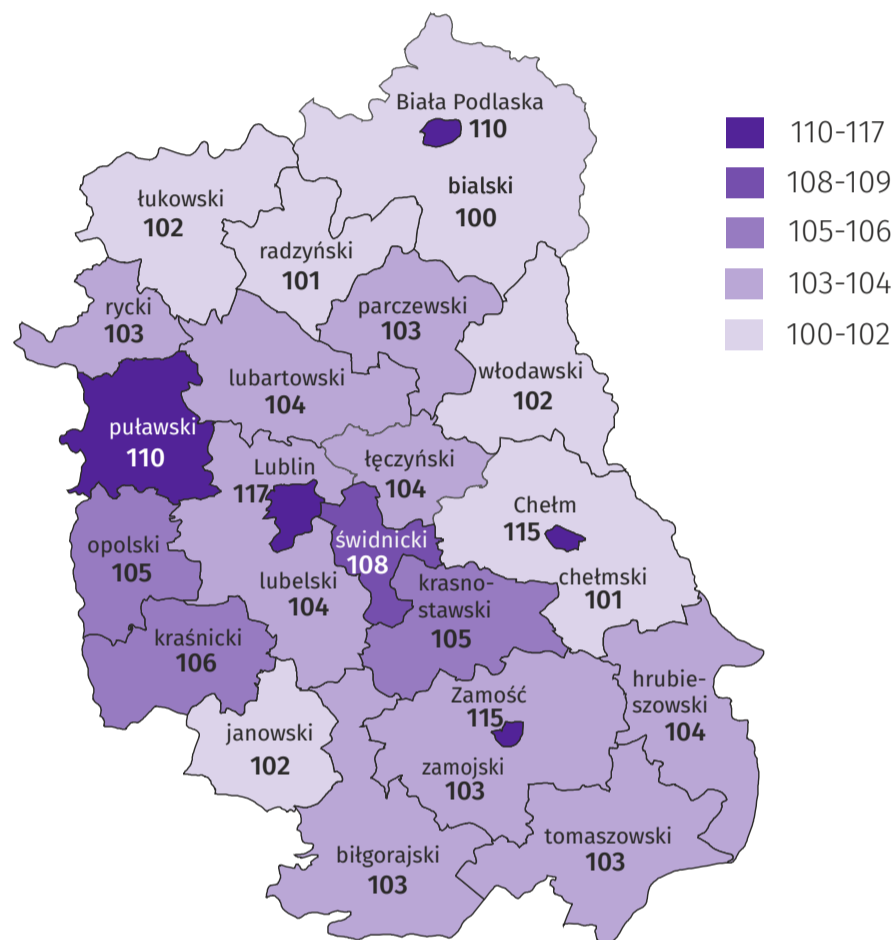 Biała Podlaska
110
bialski
100
łukowski
102
radzyński
101
rycki
103
parczewski
103
lubartowski
104
włodawski
102
puławski
110
Lublin
117
łęczyński
104
Chełm
115
świdnicki
108
opolski
105
lubelski
104
krasno-
stawski
105
chełmski
101
kraśnicki
106
hrubie-
szowski
104
Zamość
115
janowski
102
zamojski
103
biłgorajski
103
tomaszowski
103
110-117
108-109
105-106
103-104
100-102